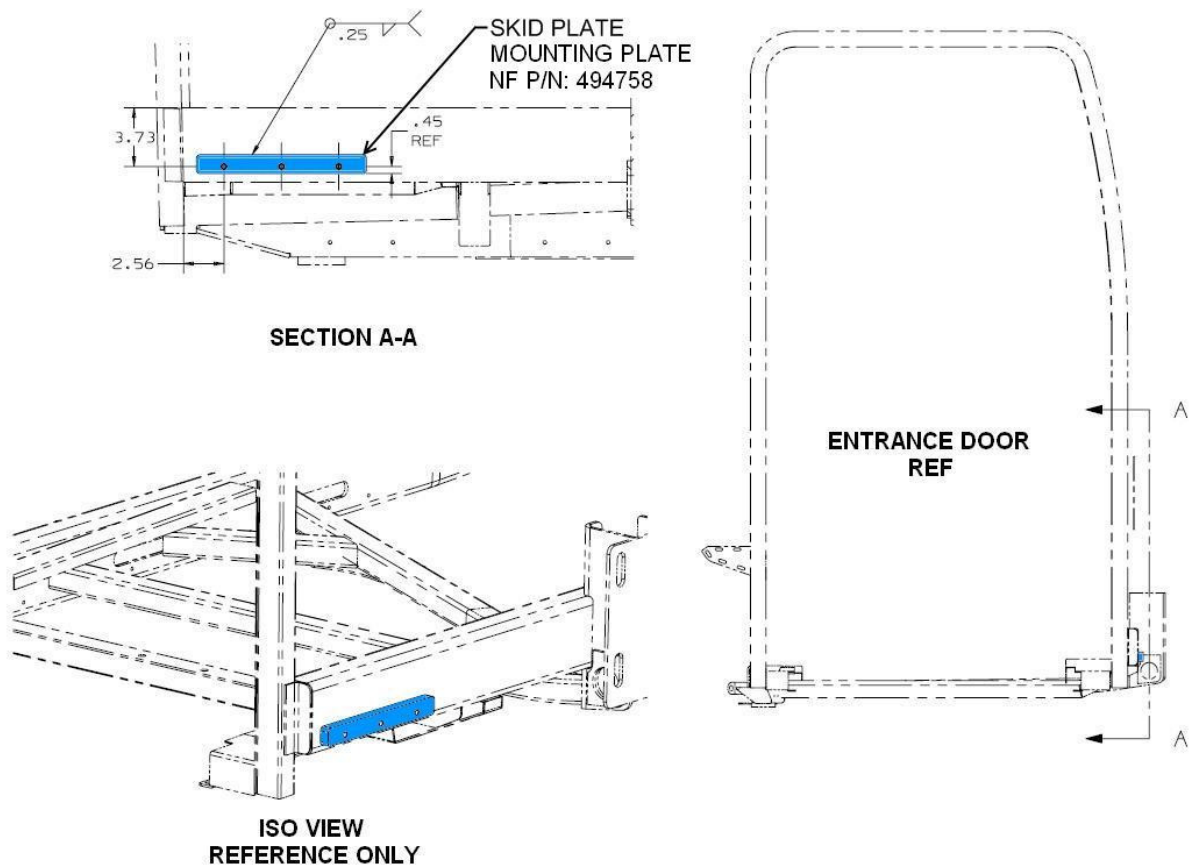 .25
SKID PLATE
MOUNTING PLATE
NF P/N: 494758
3.73
.45
REF
2.56
SECTION A-A
ENTRANCE DOOR
REF
A
A
ISO VIEW
REFERENCE ONLY